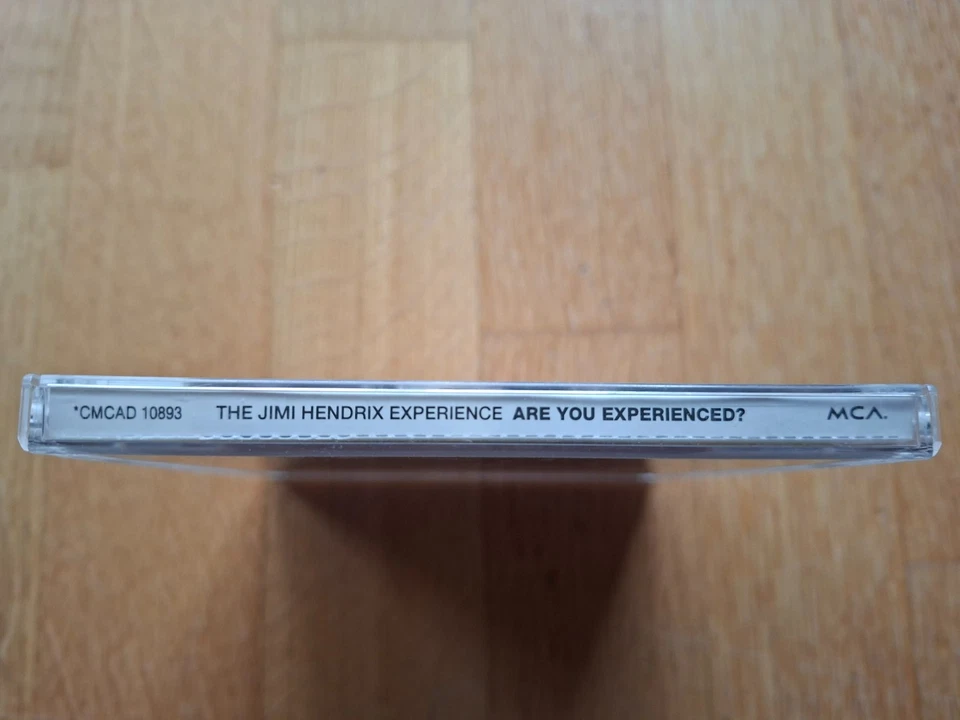 *CMCAD 10893 THE JIMI HENDRIX EXPERIENCE ARE YOU EXPERIENCED? MCA.